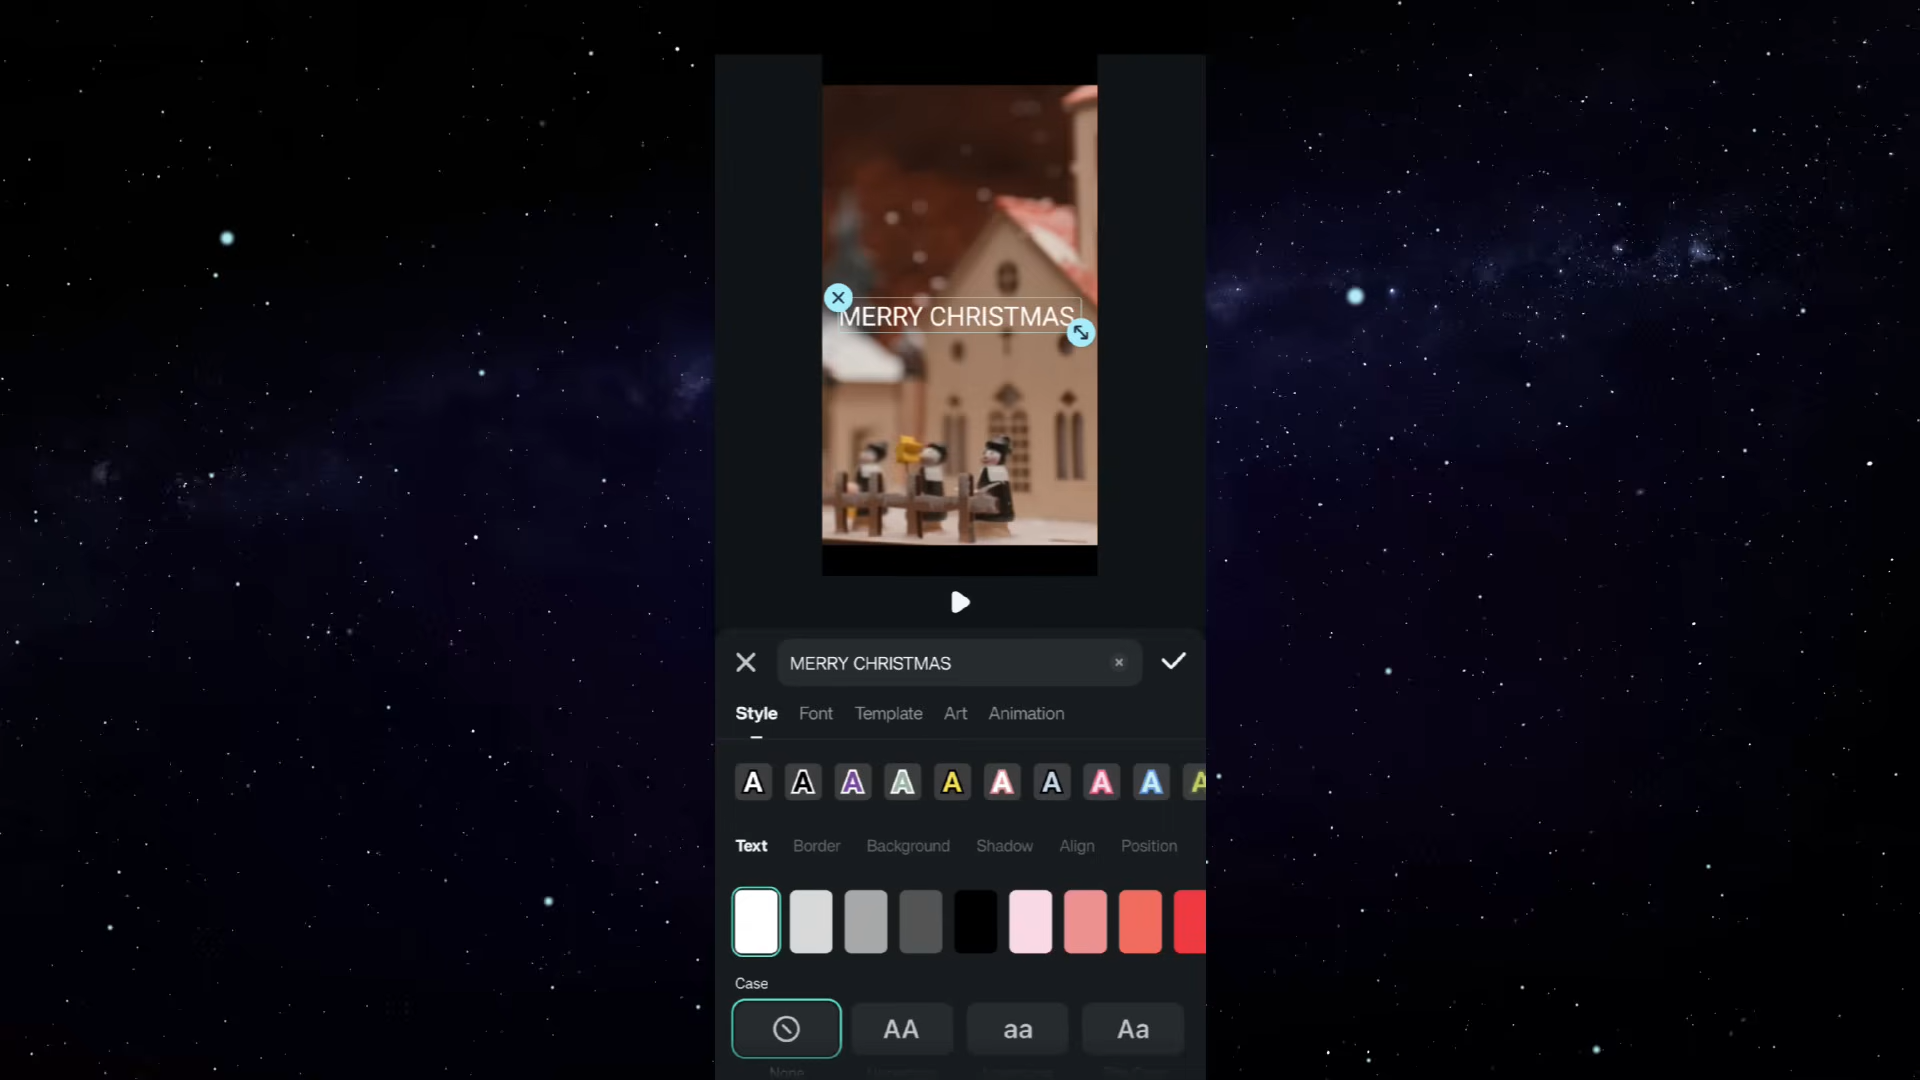 MERRY CHRISTMAS
MERRY CHRISTMAS
Style Font Template Art Animation
A A A A A A A A A A
Text Border Background Shadow Align Position
Case
AA aa Aa
None